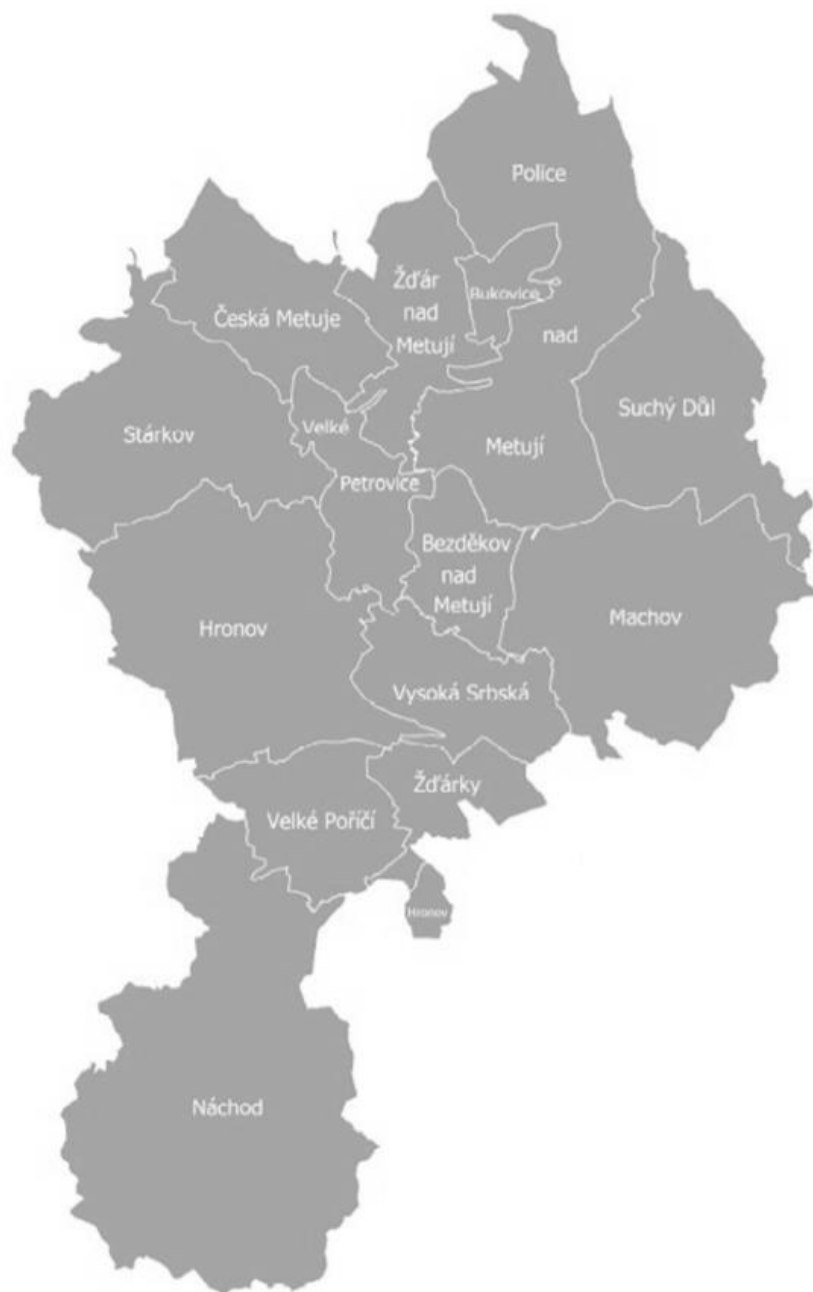 Police
nad
Metují
Bukovice
Žďár
nad
Metují
Česká Metuje
Suchý Důl
Stárkov
Velké
Petrovice
Bezděkov
nad
Metují
Machov
Hronov
Vysoká Srbská
Žďárky
Velké Poříčí
Hronov
Náchod